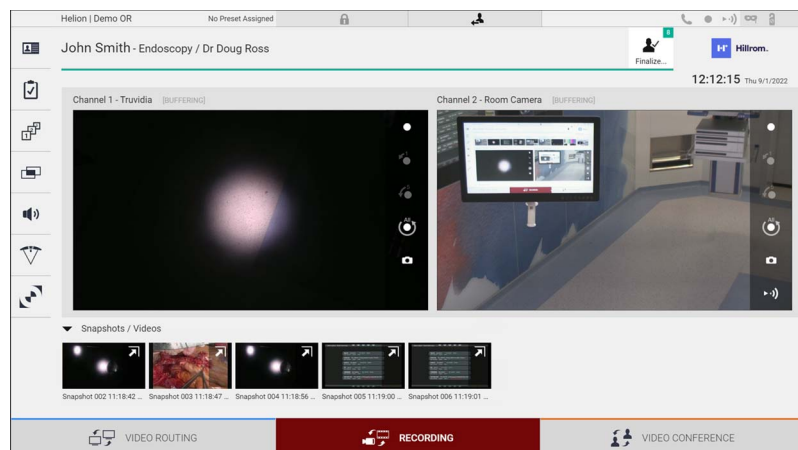 Helion | Demo OR
No Preset Assigned
John Smith - Endoscopy / Dr Doug Ross
8
Finalize...
Hillrom.
12:12:15 Thu 9/1/2022
Channel 1 - Truvidia [BUFFERING]
Channel 2 - Room Camera [BUFFERING]
All
All
Snapshots / Videos
Snapshot 002 11:18:42 ...
Snapshot 003 11:18:47 ...
Snapshot 004 11:18:56 ...
Snapshot 005 11:19:00 ...
Snapshot 006 11:19:01 ...
VIDEO ROUTING
RECORDING
VIDEO CONFERENCE